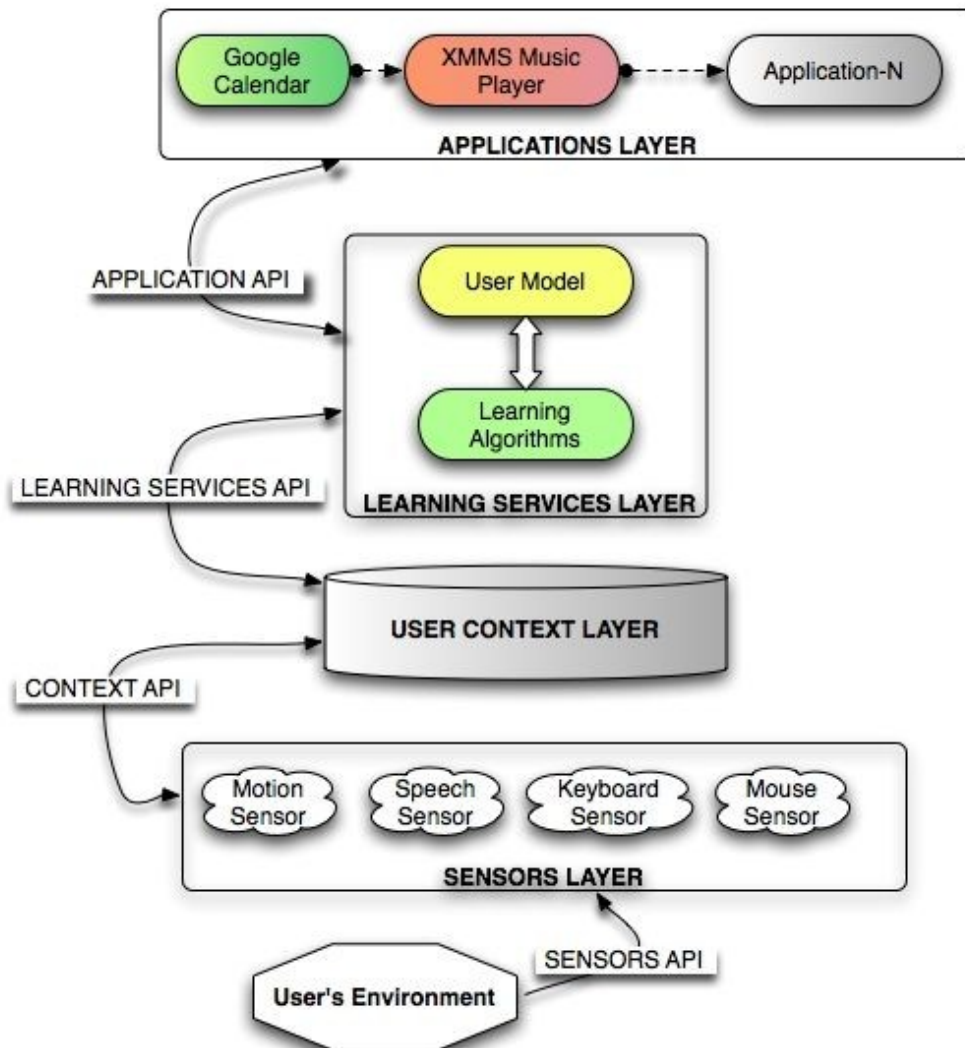 Google
Calendar
XMMS Music
Player
Application-N
APPLICATIONS LAYER
APPLICATION API
User Model
Learning
Algorithms
LEARNING SERVICES LAYER
LEARNING SERVICES API
USER CONTEXT LAYER
CONTEXT API
Motion
Sensor
Speech
Sensor
Keyboard
Sensor
Mouse
Sensor
SENSORS LAYER
SENSORS API
User's Environment